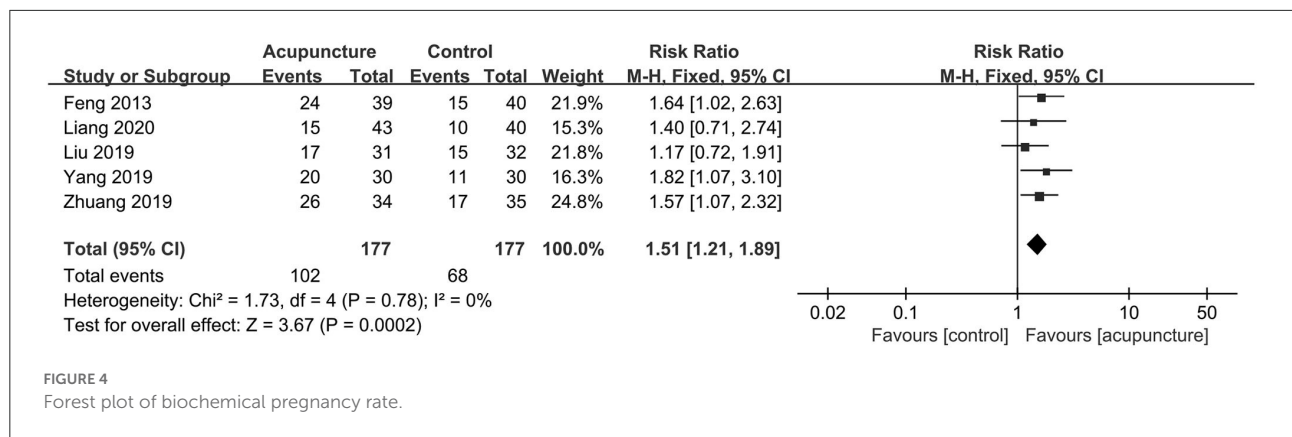 Acupuncture Control Risk Ratio Risk Ratio
Study or Subgroup Events Total Events Total Weight M-H, Fixed, 95% CI M-H, Fixed, 95% CI
Feng 2013 24 39 15 40 21.9% 1.64 [1.02, 2.63]
Liang 2020 15 43 10 40 15.3% 1.40 [0.71, 2.74]
Liu 2019 17 31 15 32 21.8% 1.17 [0.72, 1.91]
Yang 2019 20 30 11 30 16.3% 1.82 [1.07, 3.10]
Zhuang 2019 26 34 17 35 24.8% 1.57 [1.07, 2.32]
Total (95% CI) 177 177 100.0% 1.51 [1.21, 1.89]
Total events 102 68
Heterogeneity: Chi² = 1.73, df = 4 (P = 0.78); I² = 0%
Test for overall effect: Z = 3.67 (P = 0.0002)
0.02 0.1 1 10 50
Favours [control] Favours [acupuncture]
FIGURE 4
Forest plot of biochemical pregnancy rate.